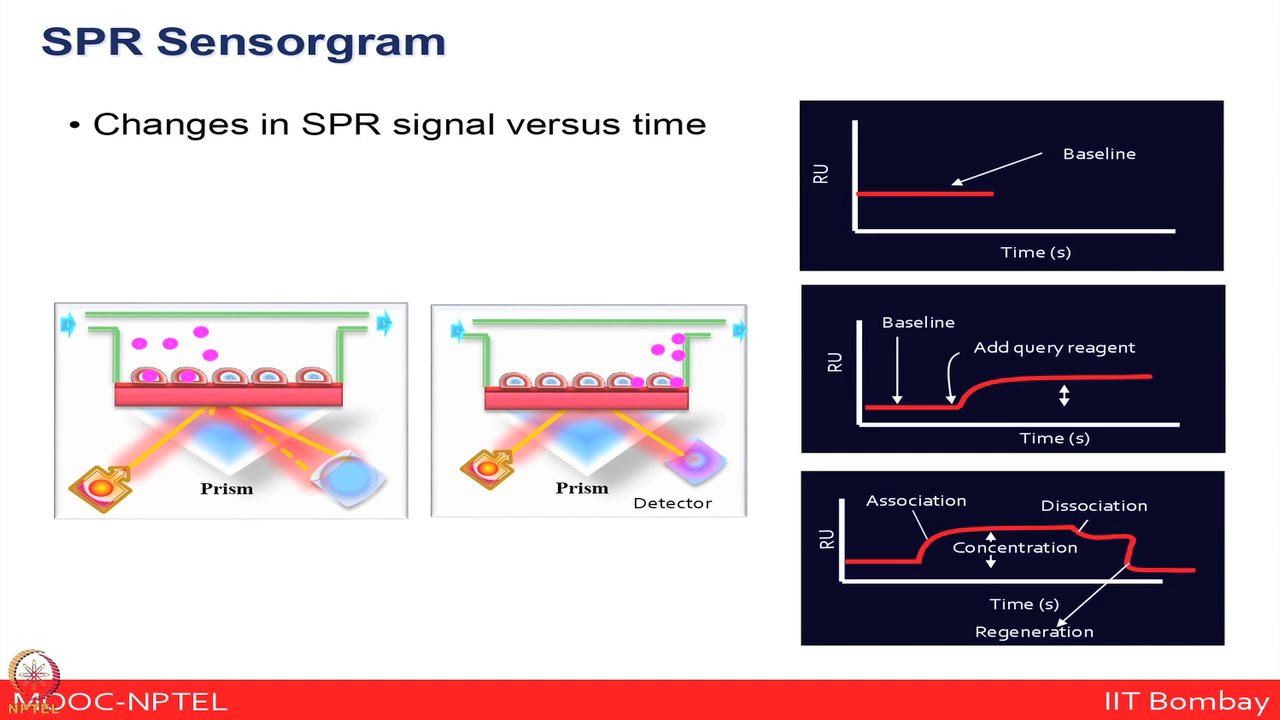 SPR Sensorgram
• Changes in SPR signal versus time
Baseline
RU
Time (s)
Baseline
Add query reagent
RU
Time (s)
Association
Dissociation
RU
Concentration
Time (s)
Regeneration
Prism
Prism
Detector
NPTEL
MOOC-NPTEL
IIT Bombay